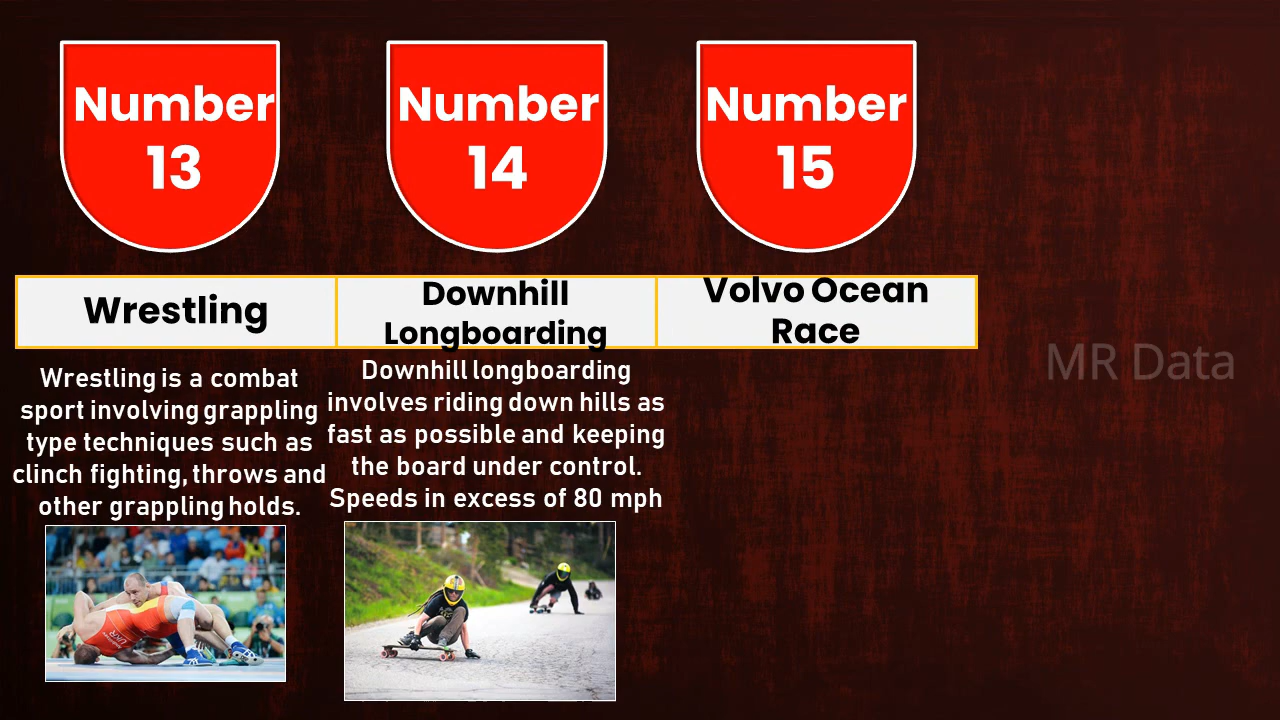 Number
13
Number
14
Number
15
Wrestling
Downhill
Longboarding
Volvo Ocean
Race
Wrestling is a combat
sport involving grappling
type techniques such as
clinch fighting, throws and
other grappling holds.
Downhill longboarding
involves riding down hills as
fast as possible and keeping
the board under control.
Speeds in excess of 80 mph
MR Data
UKR